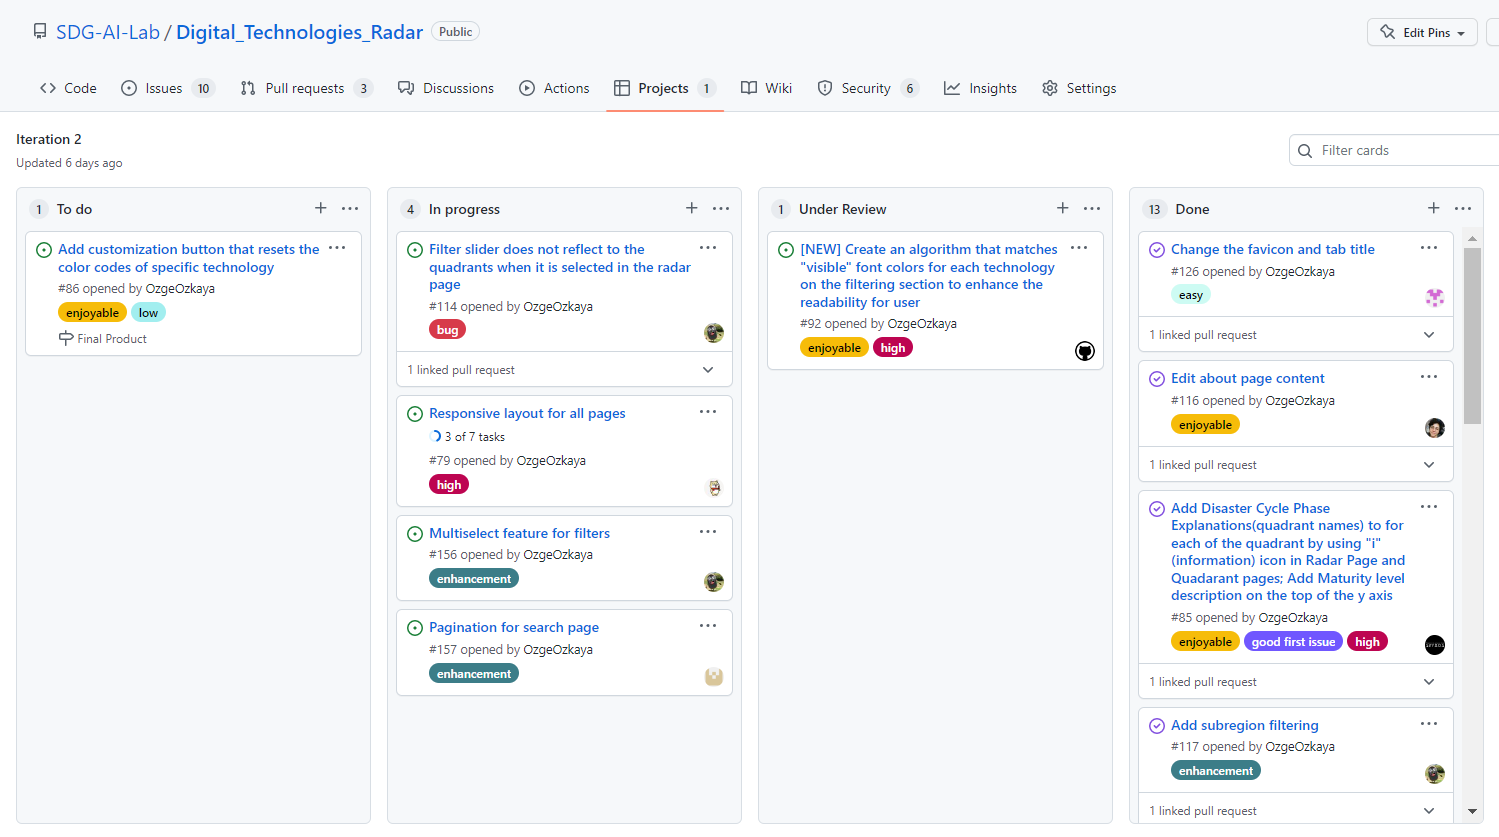 SDG-AI-Lab / Digital_Technologies_Radar Public
Edit Pins
Code
Issues 10
Pull requests 3
Discussions
Actions
Projects 1
Wiki
Security 6
Insights
Settings
Iteration 2
Updated 6 days ago
Filter cards
1 To do
Add customization button that resets the
color codes of specific technology
#86 opened by OzgeOzkaya
enjoyable low
Final Product
4 In progress
Filter slider does not reflect to the
quadrants when it is selected in the radar
page
#114 opened by OzgeOzkaya
bug
1 linked pull request
Responsive layout for all pages
3 of 7 tasks
#79 opened by OzgeOzkaya
high
Multiselect feature for filters
#156 opened by OzgeOzkaya
enhancement
Pagination for search page
#157 opened by OzgeOzkaya
enhancement
1 Under Review
[NEW] Create an algorithm that matches
"visible" font colors for each technology
on the filtering section to enhance the
readability for user
#92 opened by OzgeOzkaya
enjoyable high
13 Done
Change the favicon and tab title
#126 opened by OzgeOzkaya
easy
1 linked pull request
Edit about page content
#116 opened by OzgeOzkaya
enjoyable
1 linked pull request
Add Disaster Cycle Phase
Explanations(quadrant names) to for
each of the quadrant by using "i"
(information) icon in Radar Page and
Quadarant pages; Add Maturity level
description on the top of the y axis
#85 opened by OzgeOzkaya
enjoyable good first issue high
1 linked pull request
Add subregion filtering
#117 opened by OzgeOzkaya
enhancement
1 linked pull request